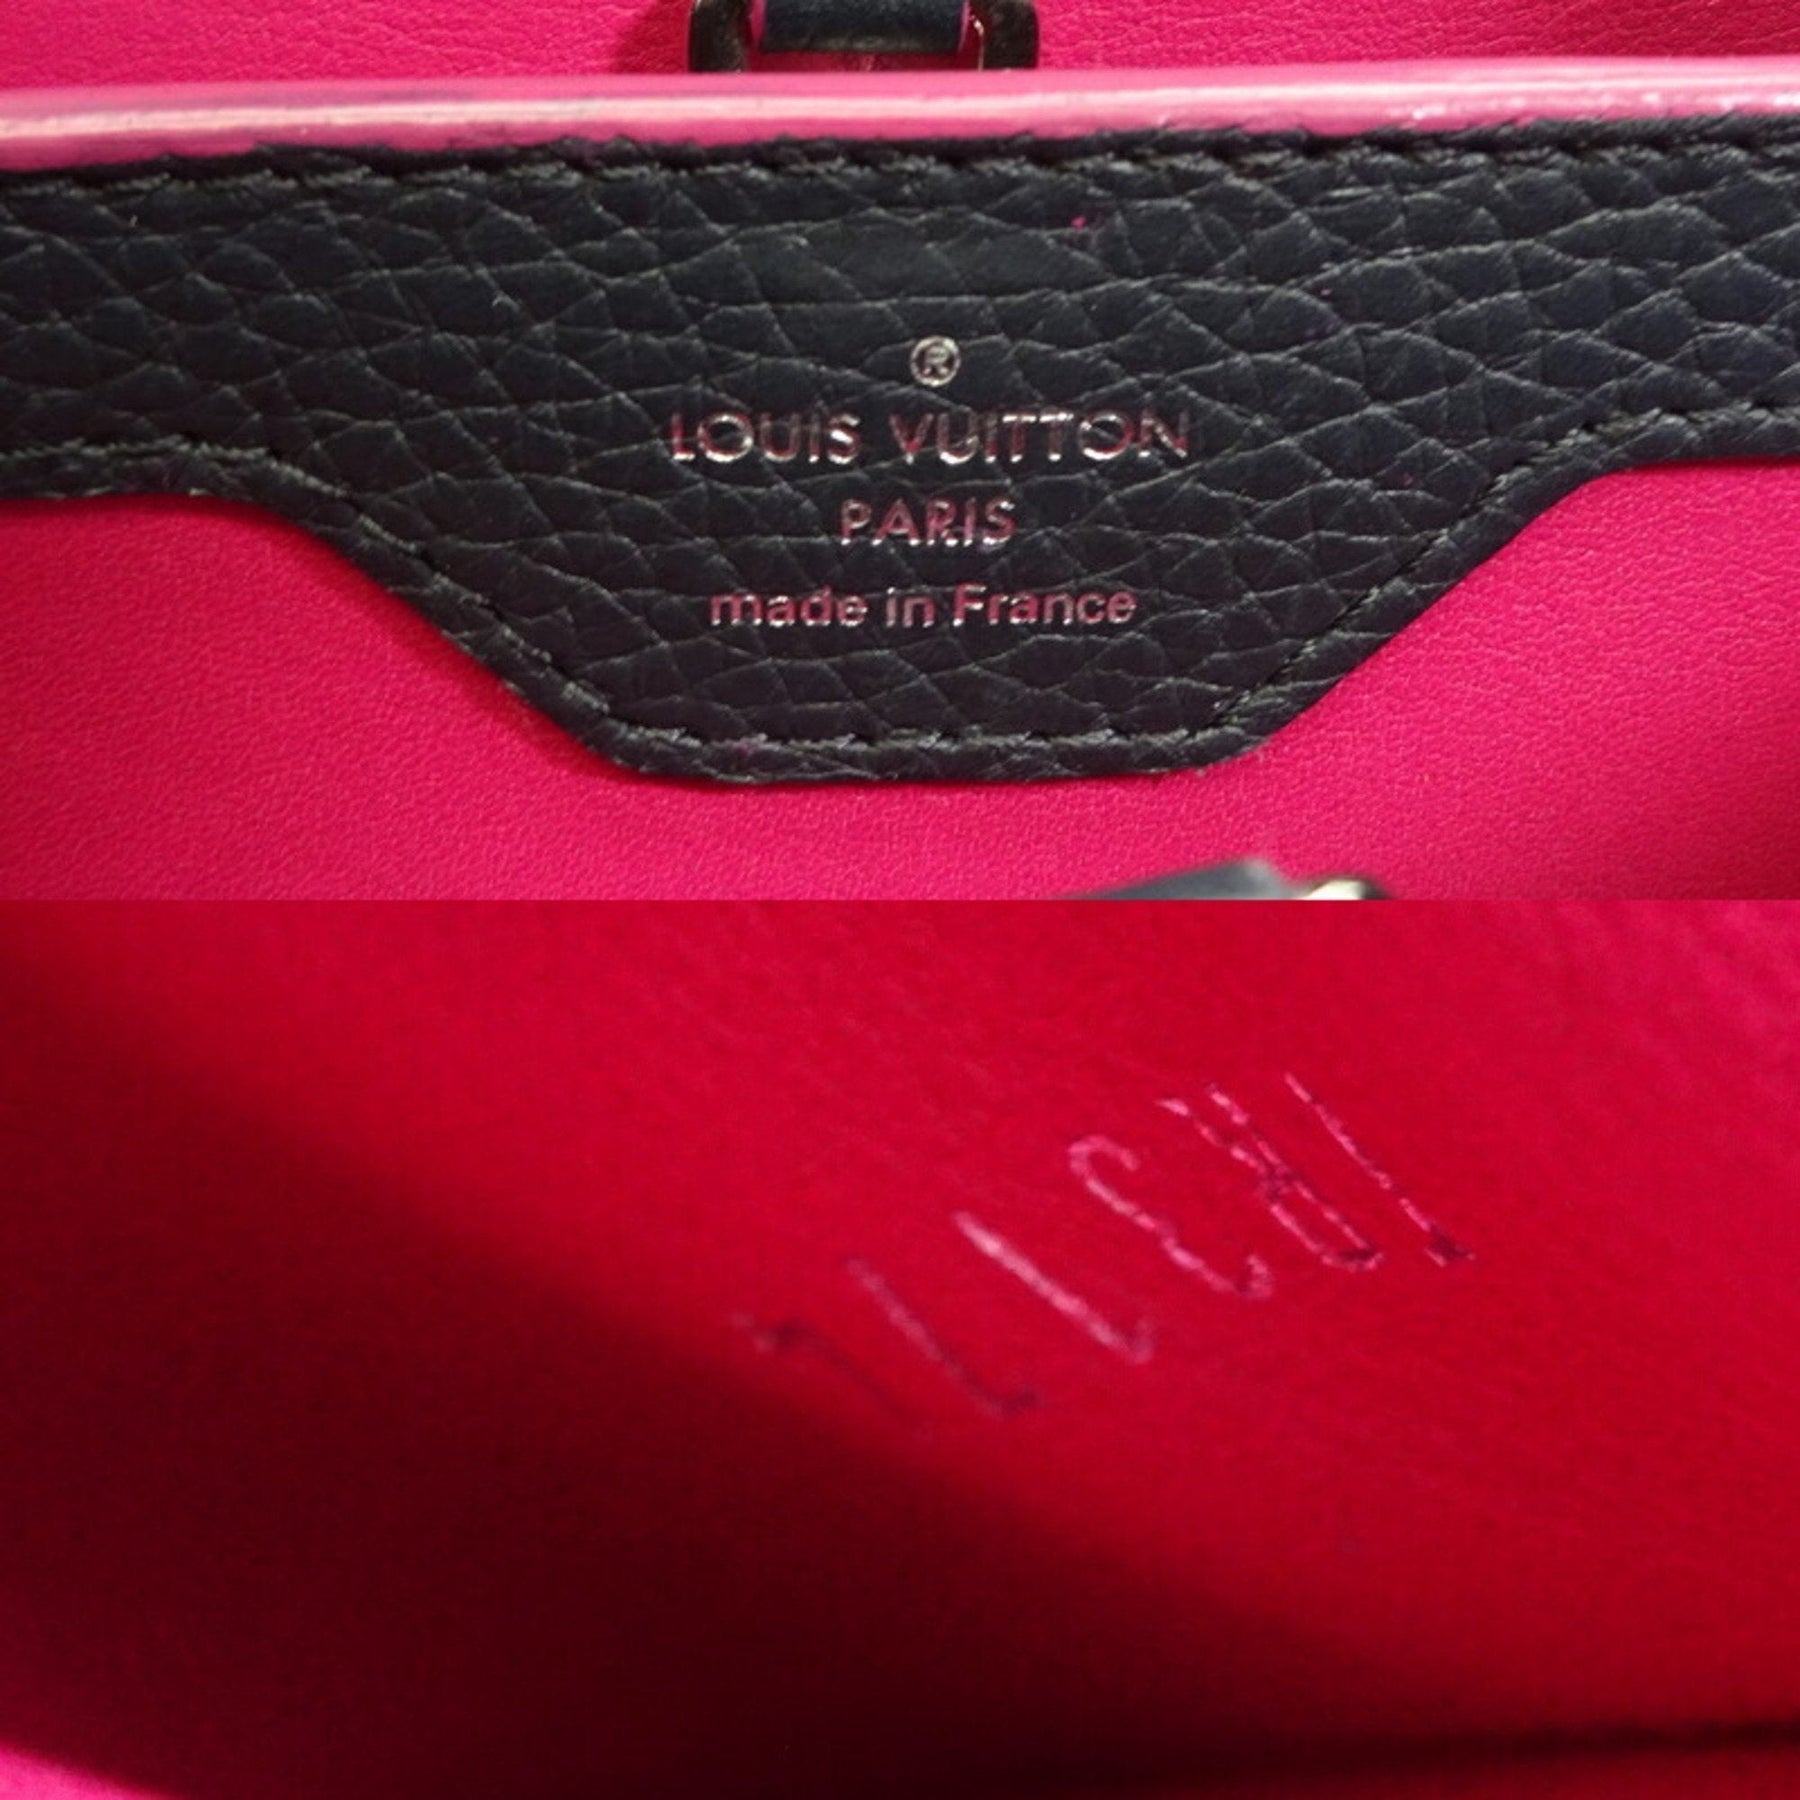 ®
LOUIS VUITTON
PARIS
made in France